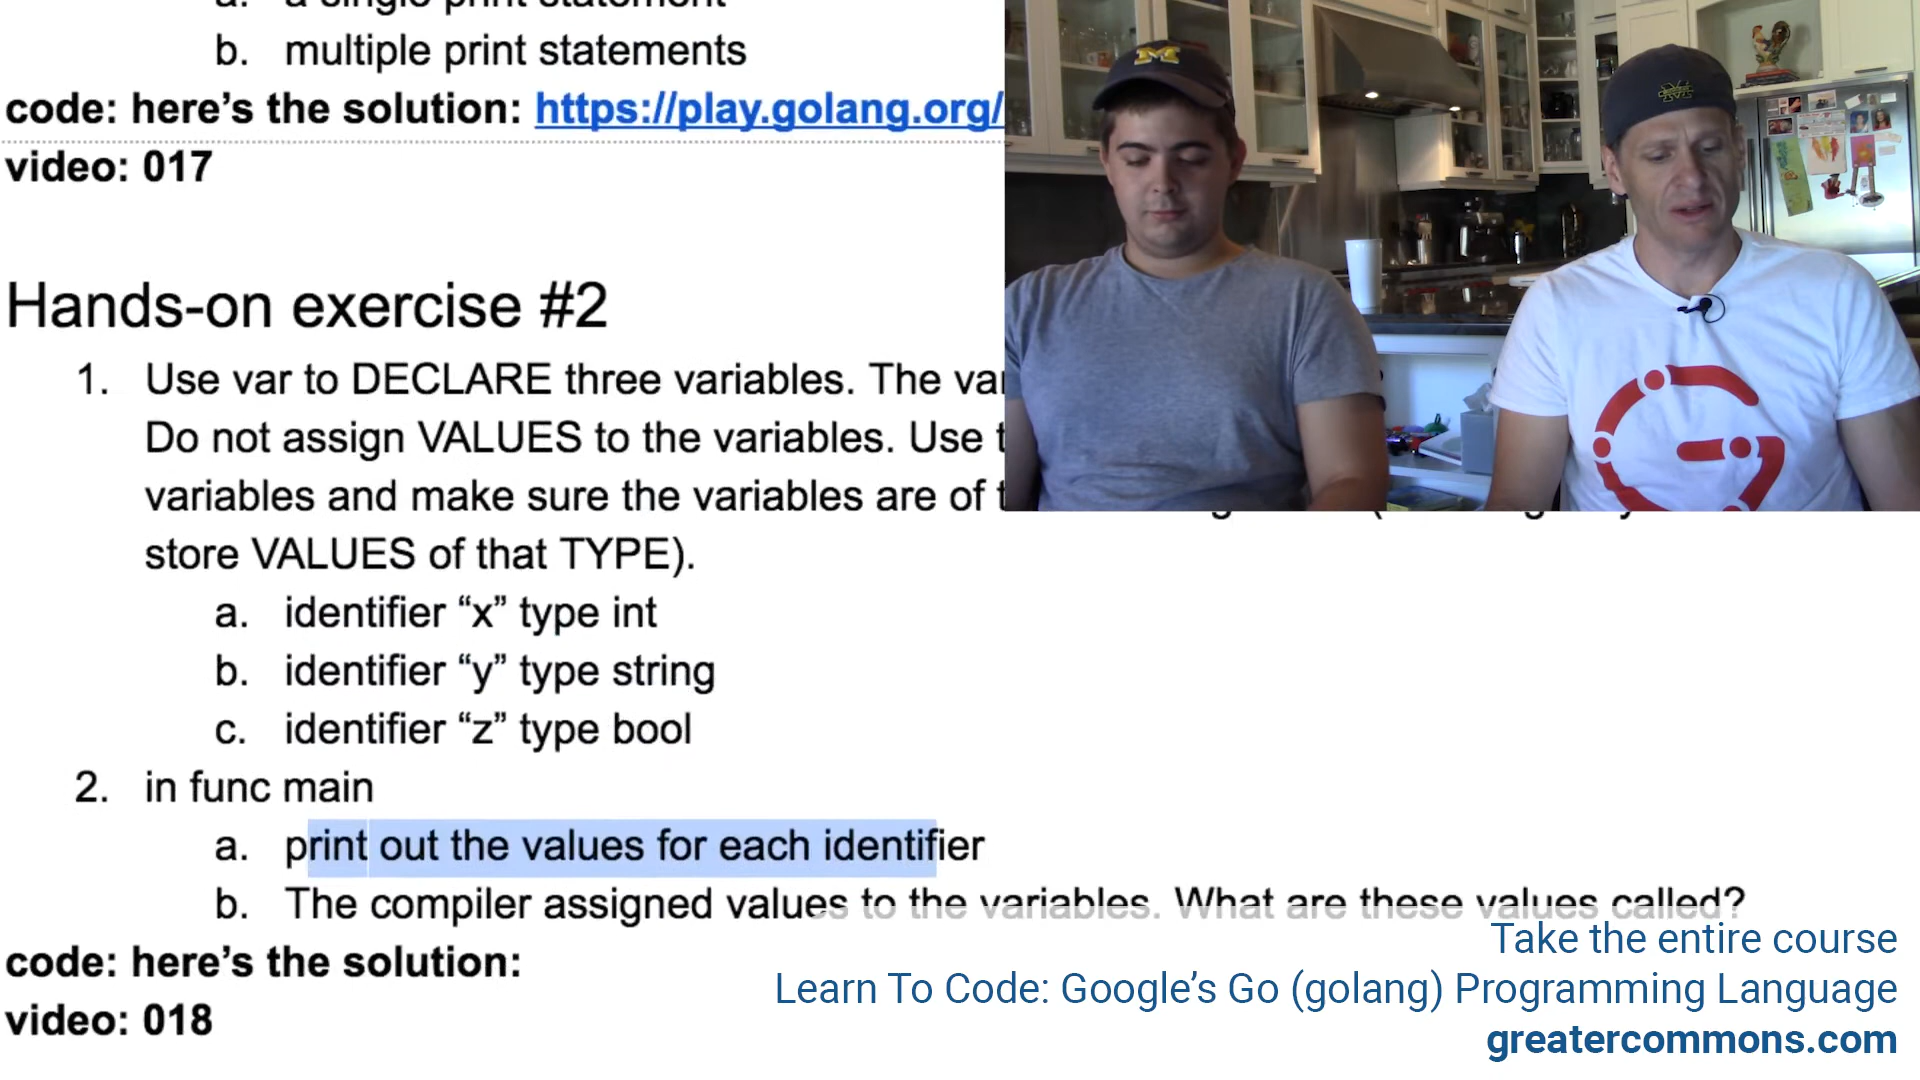 a. a single print statement
b. multiple print statements
code: here’s the solution: https://play.golang.org/
video: 017
Hands-on exercise #2
1. Use var to DECLARE three variables. The
Do not assign VALUES to the variables. Use
variables and make sure the variables are of
store VALUES of that TYPE).
a. identifier “x” type int
b. identifier “y” type string
c. identifier “z” type bool
2. in func main
a. print out the values for each identifier
b. The compiler assigned values to the variables. What are these values called?
code: here’s the solution:
video: 018
Take the entire course
Learn To Code: Google’s Go (golang) Programming Language
greatercommons.com
M